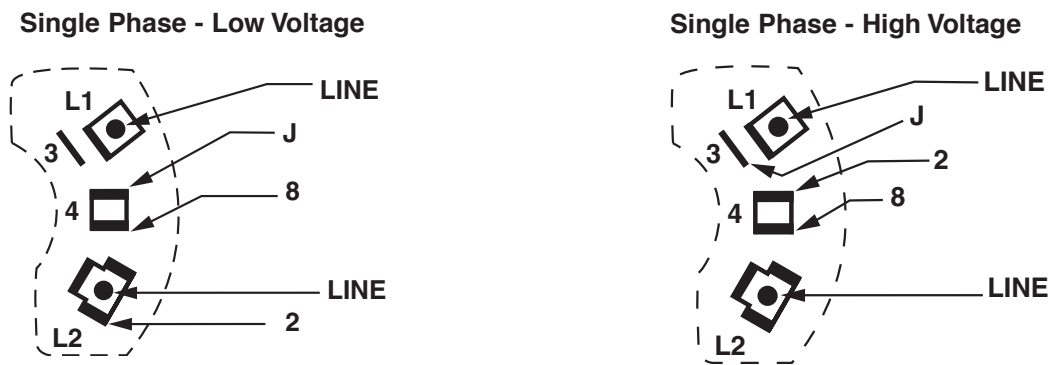 Single Phase - Low Voltage
L1
LINE
J
3
8
4
LINE
2
L2
Single Phase - High Voltage
L1
LINE
J
3
2
4
8
LINE
L2